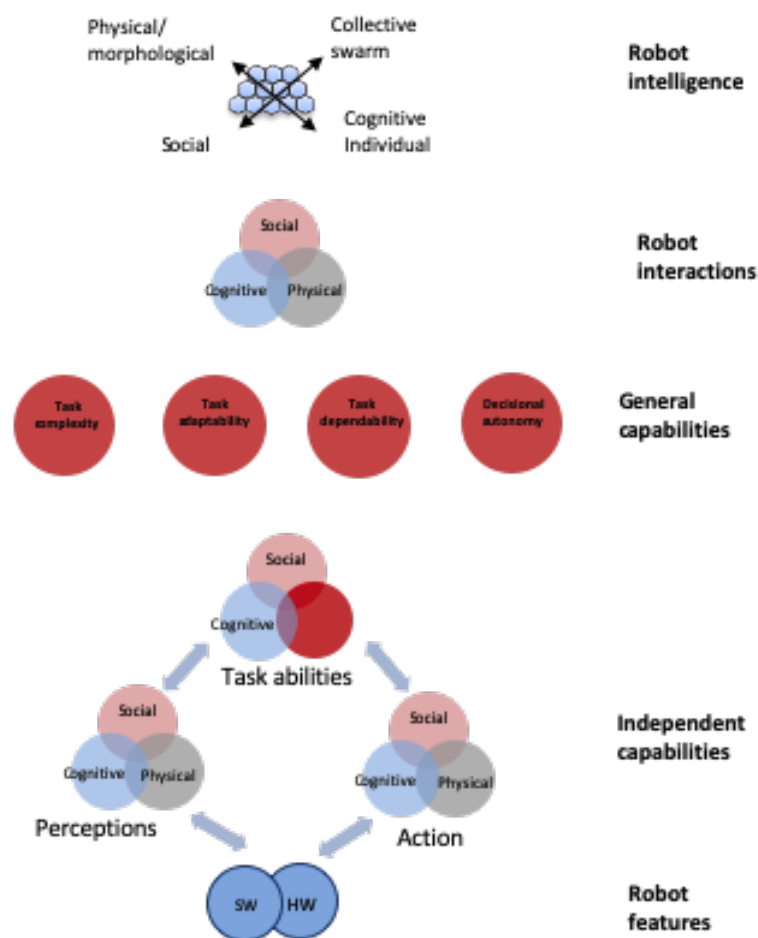 Physical/
morphological
Collective
swarm
Robot
intelligence
Social
Cognitive
Individual
Social
Cognitive
Physical
Robot
interactions
Task
complexity
Task
adaptability
Task
dependability
Decisional
autonomy
General
capabilities
Social
Cognitive
Task abilities
Social
Cognitive
Physical
Perceptions
Social
Cognitive
Physical
Action
Independent
capabilities
SW
HW
Robot
features